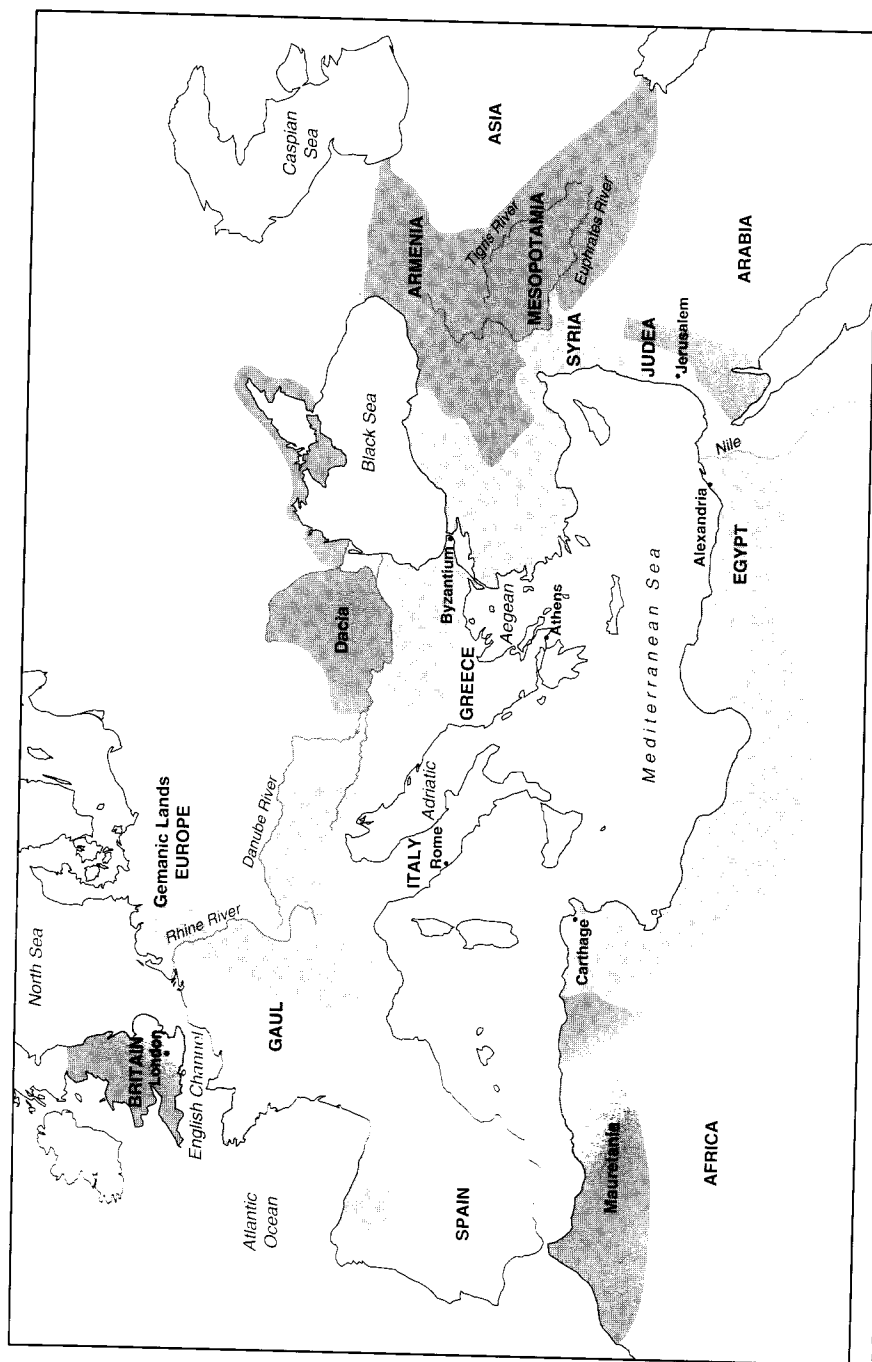 North Sea
Gemanic Lands
EUROPE
BRITAIN
London
English Channel
Rhine River
Danube River
Atlantic
Ocean
GAUL
SPAIN
ITALY
Rome
Adriatic
Dacia
GREECE
Aegean
Athens
Byzantium
Black Sea
Caspian
Sea
ARMENIA
ASIA
Tigris River
MESOPOTAMIA
Euphrates River
SYRIA
JUDEA
Jerusalem
ARABIA
Mediterranean Sea
Carthage
Mauretania
AFRICA
Alexandria
Nile
EGYPT